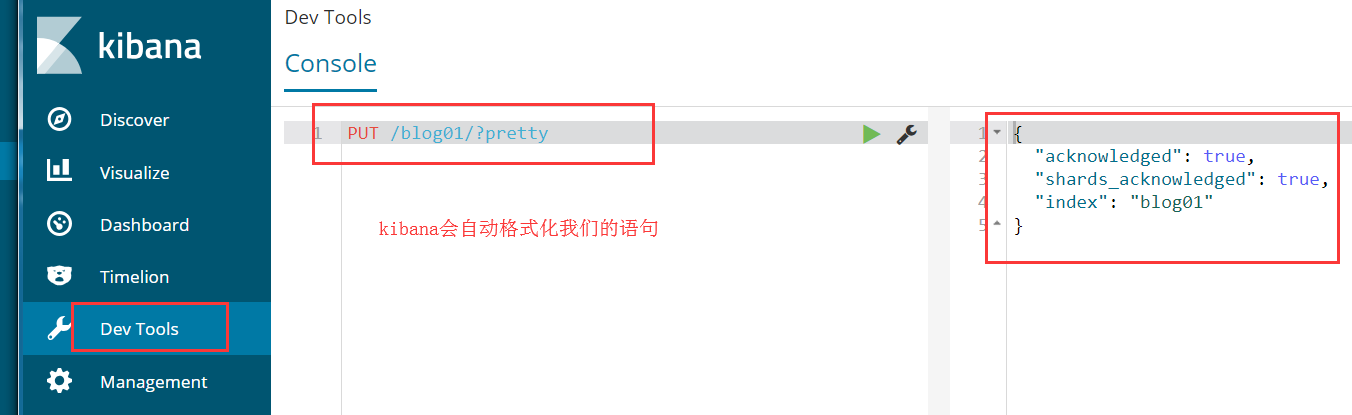 kibana
Discover
Visualize
Dashboard
Timelion
Dev Tools
Management
Dev Tools
Console
1 PUT /blog01/?pretty
kibana会自动格式化我们的语句
1 {
2 "acknowledged": true,
3 "shards_acknowledged": true,
4 "index": "blog01"
5 }